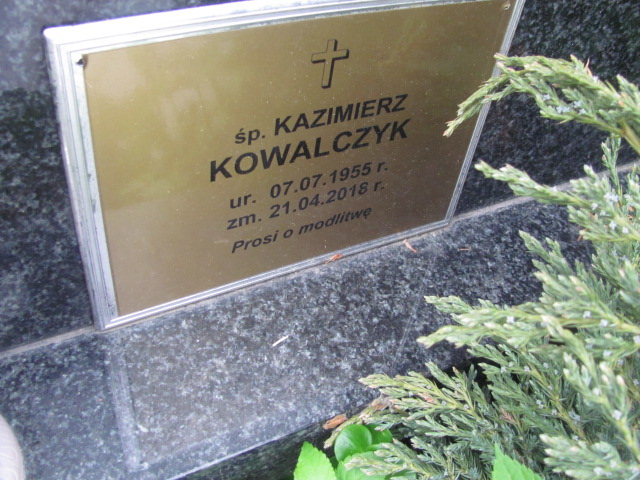 śp. KAZIMIERZ
KOWALCZYK
ur. 07.07.1955 r.
zm. 21.04.2018 r.
Prosi o modlitwę